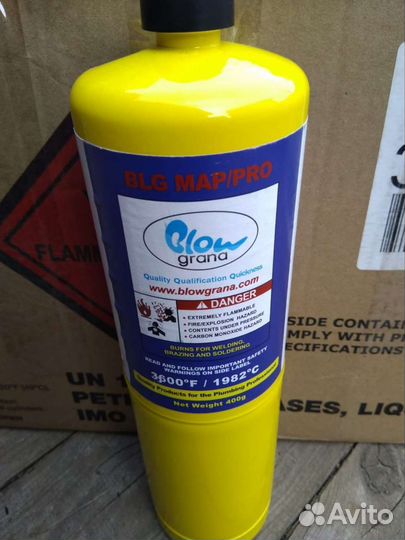 BLG MAP/PRO
Blow
grana
Quality Qualification Quickness
www.blowgrana.com
DANGER
EXTREMELY FLAMMABLE
FIRE/EXPLOSION HAZARD
CONTENTS UNDER PRESSURE
CARBON MONOXIDE HAZARD
BURNS FOR WELDING,
BRAZING AND SOLDERING
READ AND FOLLOW IMPORTANT SAFETY
WARNINGS ON SIDE LABEL
3600°F / 1982°C
Products for the Plumbing
Net Weight 400g
FLAMM
3
SIDE CONTAI
MPLY WITH
SPECIFICATIONS
UN 1
PET
ASES, LIQ
IMO
Avito